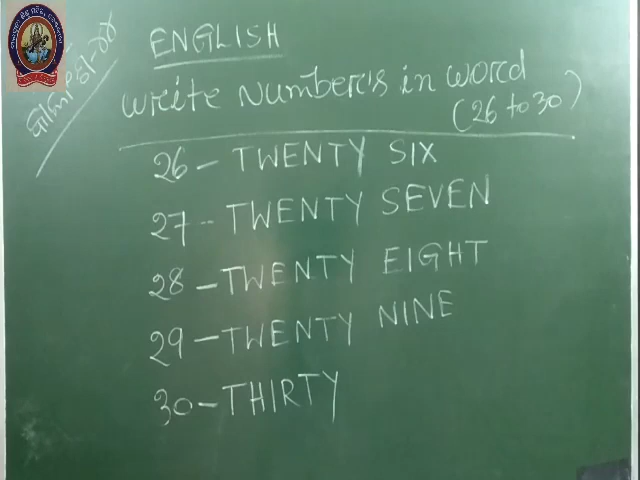 ENGLISH
Write Number's in word
(26 to 30)
26 - TWENTY SIX
27 - TWENTY SEVEN
28 - TWENTY EIGHT
29 - TWENTY NINE
30 - THIRTY